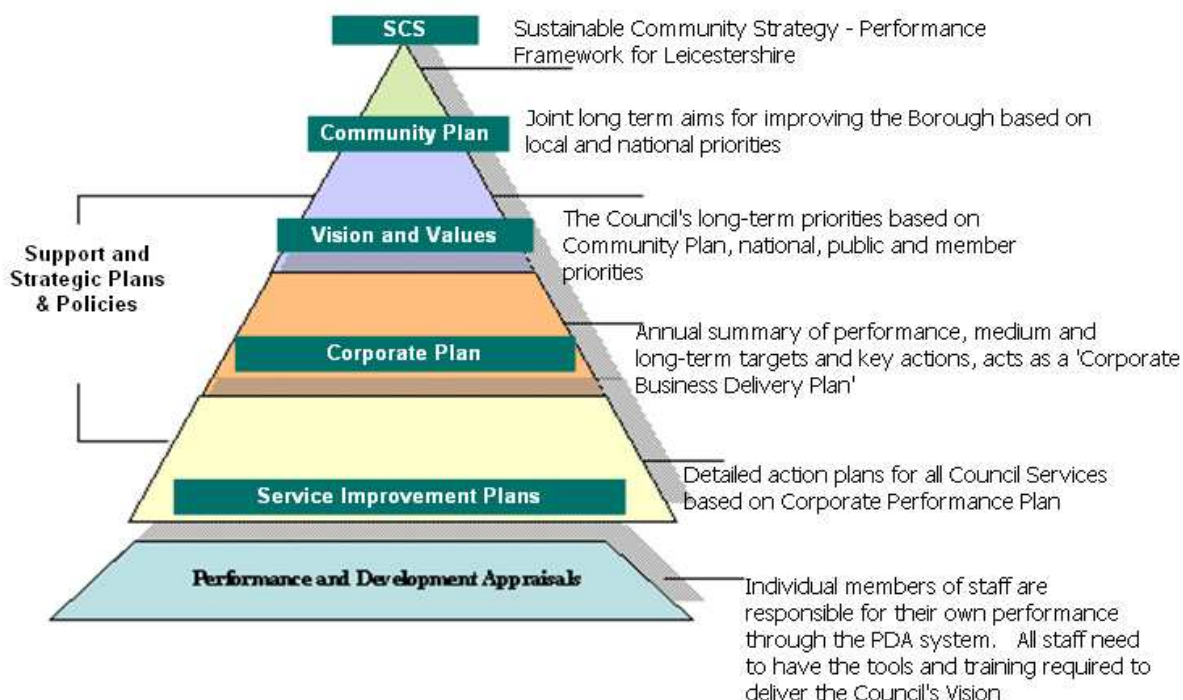 SCS
Sustainable Community Strategy - Performance
Framework for Leicestershire
Community Plan
Joint long term aims for improving the Borough based on
local and national priorities
Vision and Values
The Council's long-term priorities based on
Community Plan, national, public and member
priorities
Support and
Strategic Plans
& Policies
Corporate Plan
Annual summary of performance, medium and
long-term targets and key actions, acts as a 'Corporate
Business Delivery Plan'
Service Improvement Plans
Detailed action plans for all Council Services
based on Corporate Performance Plan
Performance and Development Appraisals
Individual members of staff are
responsible for their own performance
through the PDA system. All staff need
to have the tools and training required to
deliver the Council's Vision